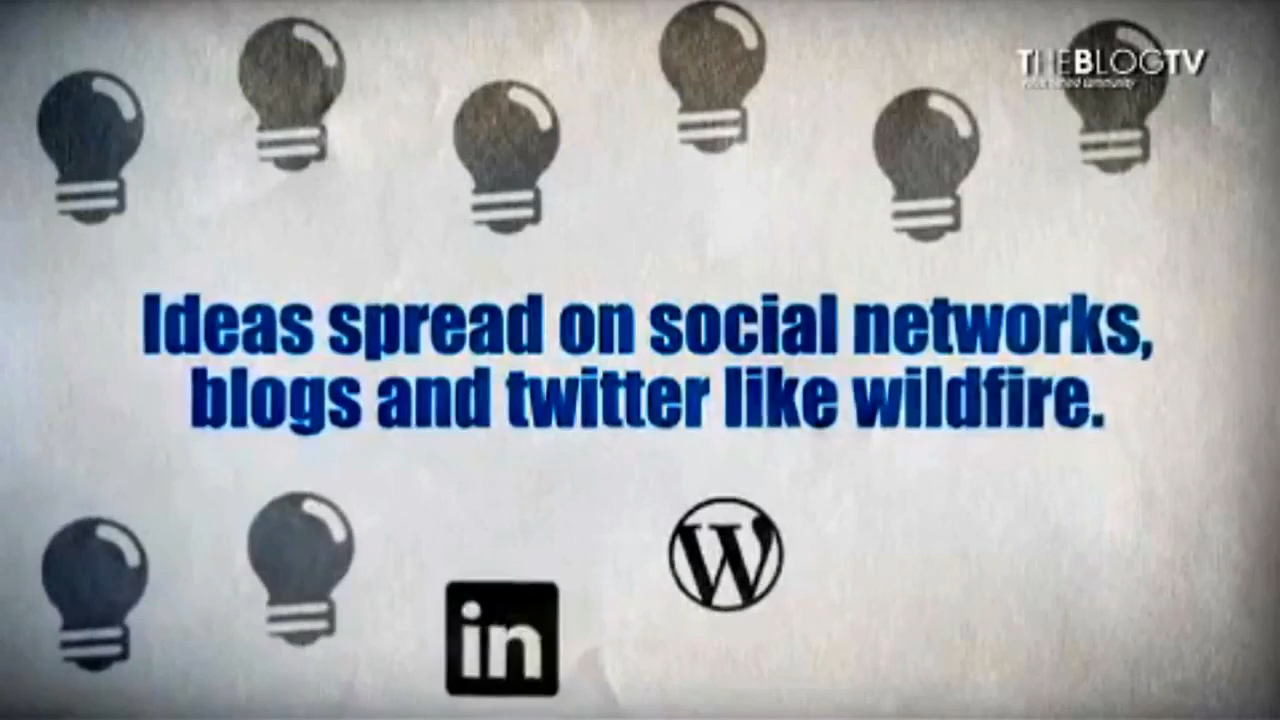 THEBLOGTV
Ideas spread on social networks,
blogs and twitter like wildfire.
in
W